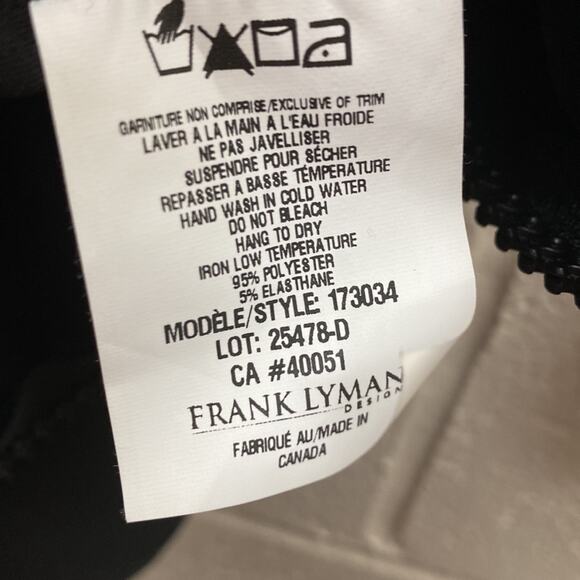 GARNITURE NON COMPRISE/EXCLUSIVE OF TRIM
LAVER A LA MAIN A L'EAU FROIDE
NE PAS JAVELLISER
SUSPENDRE POUR SÉCHER
REPASSER A BASSE TEMPÉRATURE
HAND WASH IN COLD WATER
DO NOT BLEACH
HANG TO DRY
IRON LOW TEMPERATURE
95% POLYESTER
5% ELASTHANE
MODÈLE/STYLE: 173034
LOT: 25478-D
CA #40051
FRANK LYMAN
DESIGN
FABRIQUÉ AU/MADE IN
CANADA